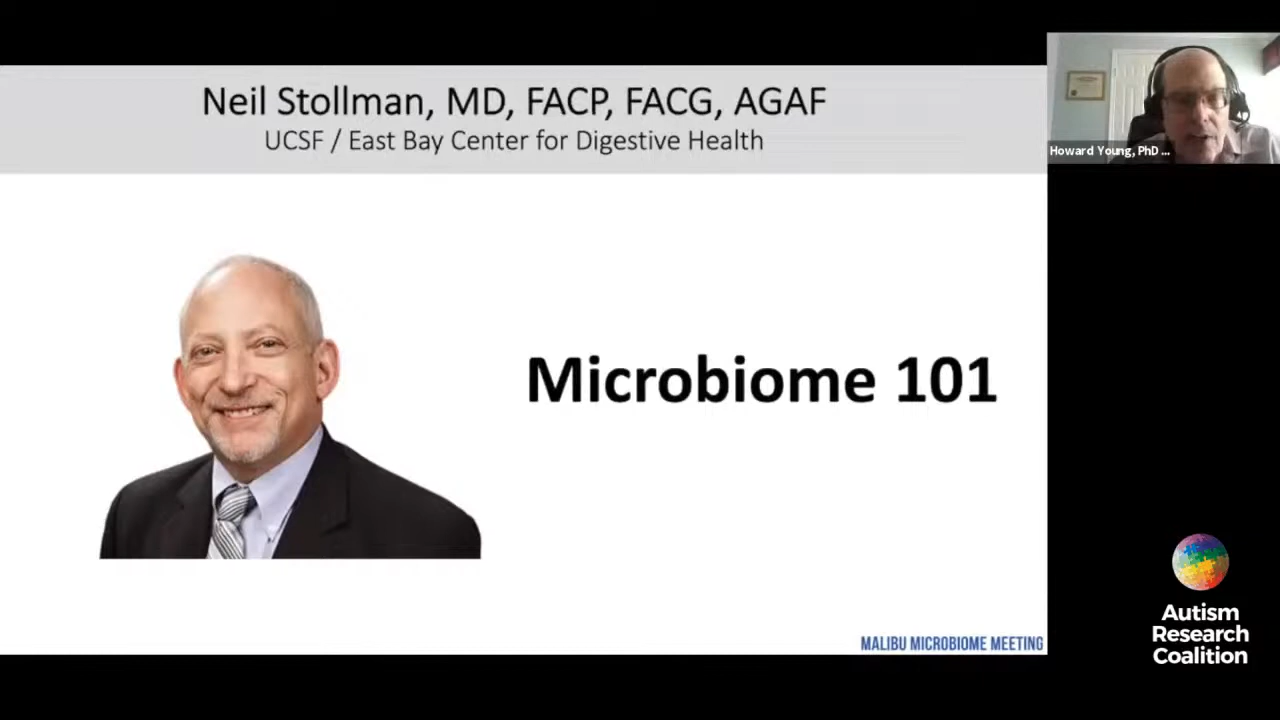 Neil Stollman, MD, FACP, FACG, AGAF
UCSF / East Bay Center for Digestive Health
Howard Young, PhD ...
Microbiome 101
MALIBU MICROBIOME MEETING
Autism
Research
Coalition